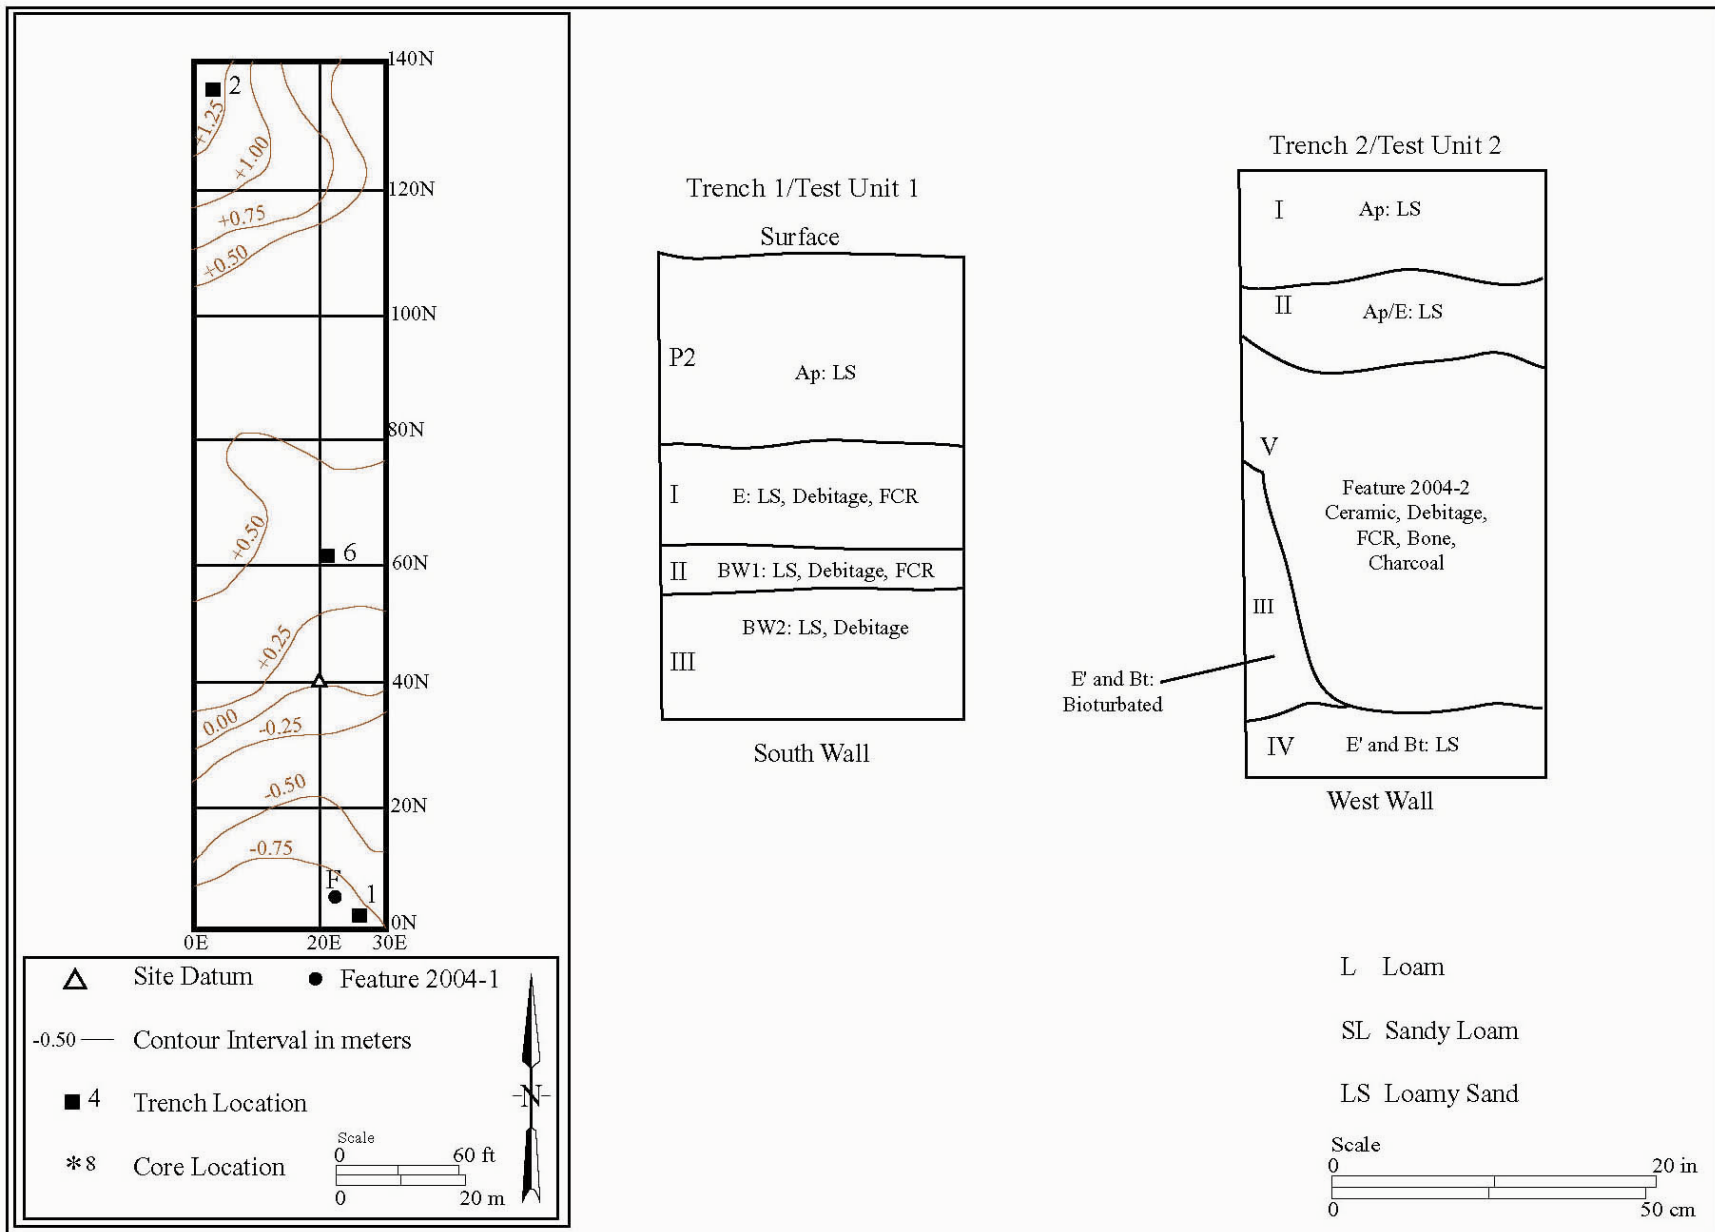 140N
2
+1.25
+1.00
120N
+0.75
+0.50
100N
80N
+0.50
6
60N
+0.25
40N
0.00
-0.25
-0.50
20N
-0.75
F
1
0N
0E
20E
30E
Site Datum
Feature 2004-1
-0.50
Contour Interval in meters
4
Trench Location
*8
Core Location
-N-
Scale
0
60 ft
0
20 m
Trench 1/Test Unit 1
Surface
P2
Ap: LS
I
E: LS, Debitage, FCR
II
BW1: LS, Debitage, FCR
BW2: LS, Debitage
III
South Wall
Trench 2/Test Unit 2
I
Ap: LS
II
Ap/E: LS
V
Feature 2004-2
Ceramic, Debitage,
FCR, Bone,
Charcoal
III
E' and Bt:
Bioturbated
IV
E' and Bt: LS
West Wall
L Loam
SL Sandy Loam
LS Loamy Sand
Scale
0
20 in
0
50 cm